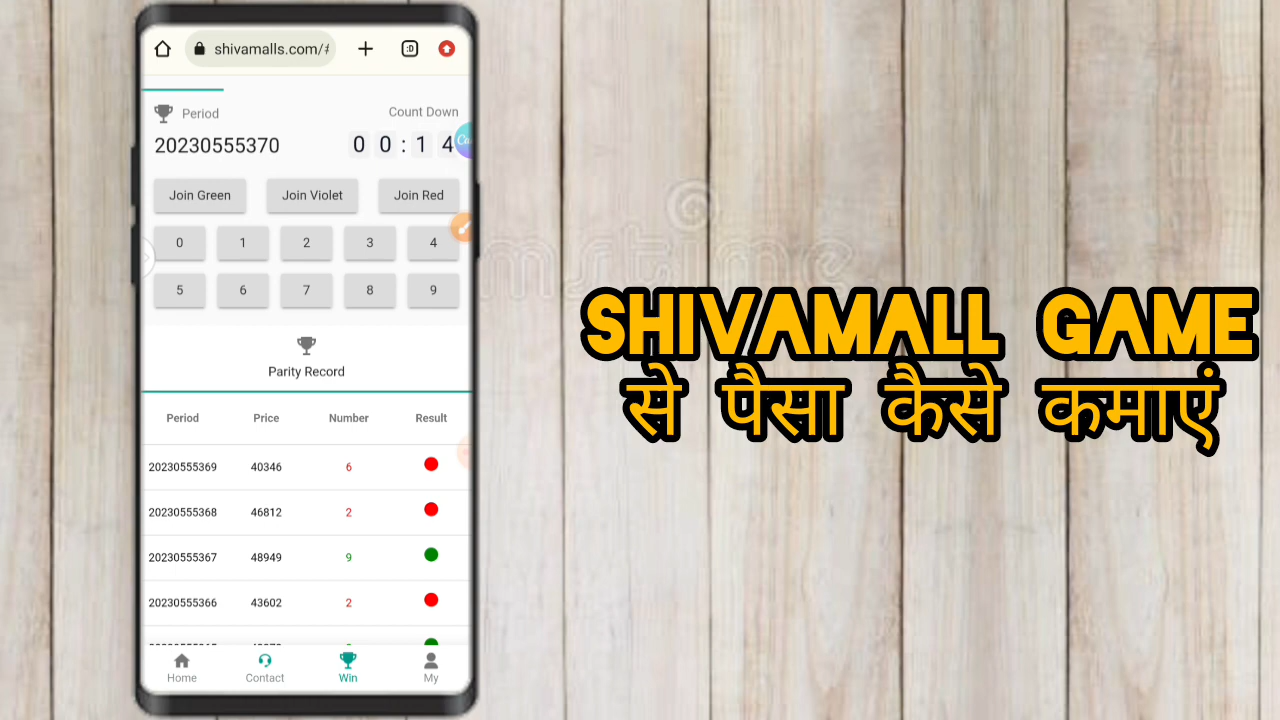 shivamalls.com/#
Period
Count Down
20230555370
0 0 : 1 4
Join Green
Join Violet
Join Red
0 1 2 3 4
5 6 7 8 9
Parity Record
Period Price Number Result
20230555369 40346 6
20230555368 46812 2
20230555367 48949 9
20230555366 43602 2
Home Contact Win My
SHIVAMALL GAME
से पैसा कैसे कमाएं